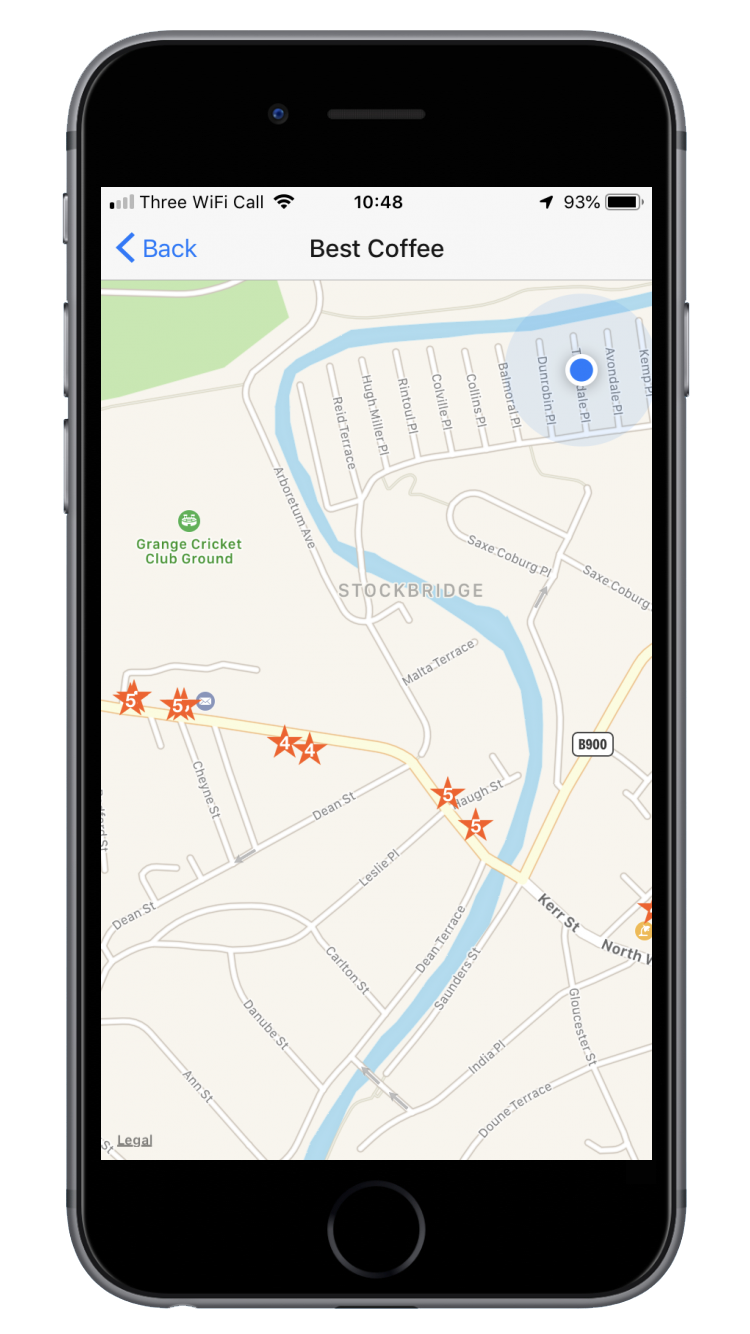 Three WiFi Call 10:48 93%
Back Best Coffee
Dunrobin Pl
Avondale Pl
Kemp Pl
Balmoral Pl
Collins Pl
Colville Pl
Rintoul Pl
Hugh Miller Pl
Reid Terrace
Arboretum Ave
Grange Cricket
Club Ground
Saxe Coburg Pl
Saxe Coburg
STOCKBRIDGE
Malta Terrace
5
5
4
4
B900
5
Haugh St
5
Cheyne St
Dean St
Leslie Pl
Dean St
Kerr St
North W
Dean Terrace
Saunders St
Carlton St
Danube St
Gloucester St
India Pl
Ann St
Doune Terrace
Legal
St